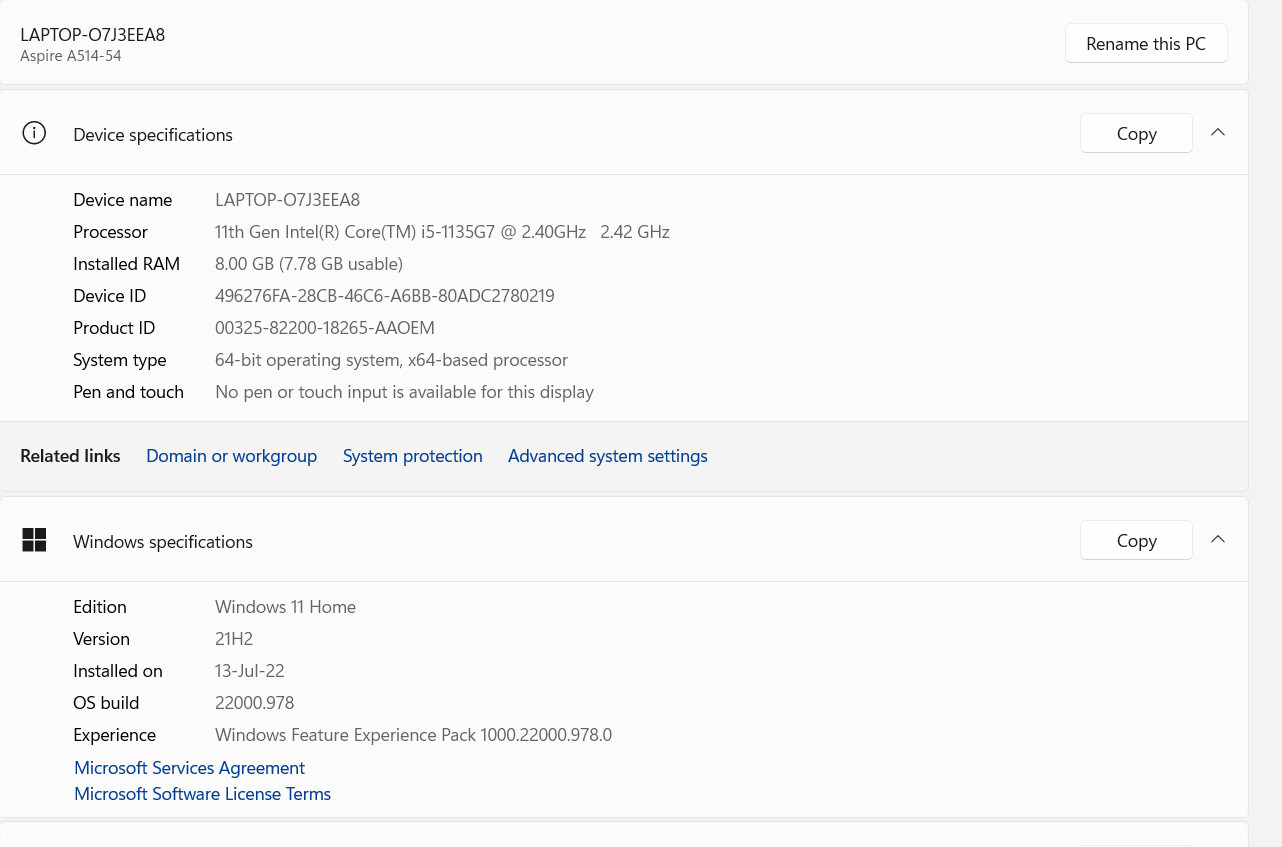 LAPTOP-O7J3EEA8
Aspire A514-54
Rename this PC
Device specifications
Copy
Device name LAPTOP-O7J3EEA8
Processor 11th Gen Intel(R) Core(TM) i5-1135G7 @ 2.40GHz 2.42 GHz
Installed RAM 8.00 GB (7.78 GB usable)
Device ID 496276FA-28CB-46C6-A6BB-80ADC2780219
Product ID 00325-82200-18265-AAOEM
System type 64-bit operating system, x64-based processor
Pen and touch No pen or touch input is available for this display
Related links Domain or workgroup System protection Advanced system settings
Windows specifications
Copy
Edition Windows 11 Home
Version 21H2
Installed on 13-Jul-22
OS build 22000.978
Experience Windows Feature Experience Pack 1000.22000.978.0
Microsoft Services Agreement
Microsoft Software License Terms